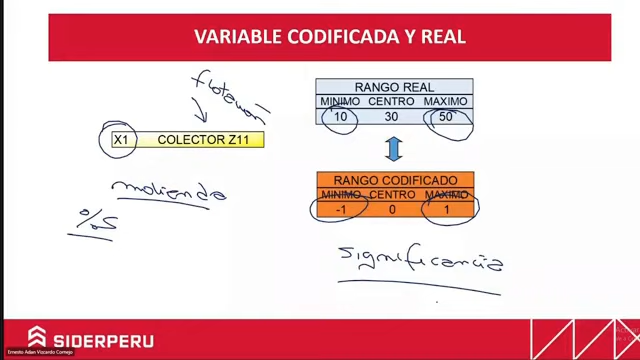 VARIABLE CODIFICADA Y REAL
flotación
X1 COLECTOR Z11
molienda
%S
RANGO REAL
MINIMO CENTRO MAXIMO
10 30 50
RANGO CODIFICADO
MINIMO CENTRO MAXIMO
-1 0 1
significancia
SIDERPERU
Ernesto Adan Vizcardo Cornejo